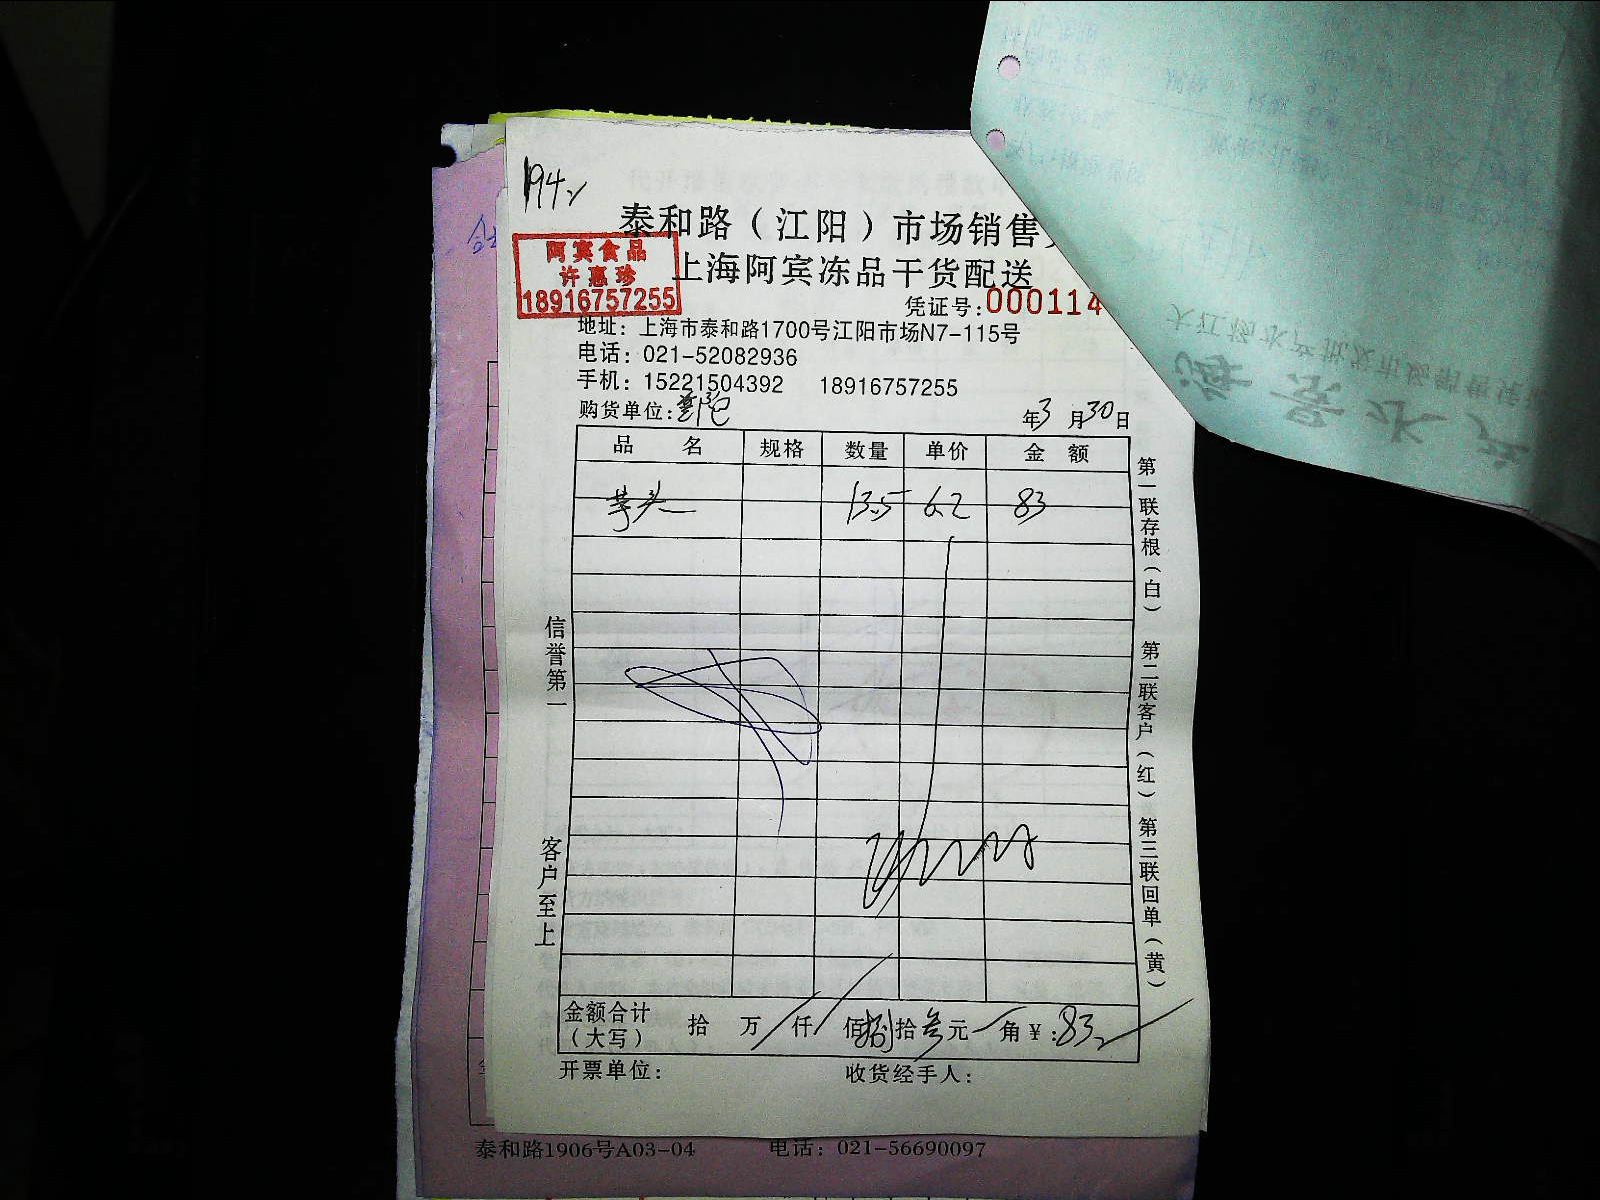 194
泰和路（江阳）市场销售
阿宾食品
许惠珍
18916757255
上海阿宾冻品干货配送
凭证号:000114
地址：上海市泰和路1700号江阳市场N7-115号
电话：021-52082936
手机：15221504392 18916757255
购货单位:
年3月30日
品 名 规格 数量 单价 金 额
芋头 13.5 6.2 83
信誉第一
客户至上
第一联存根（白） 第二联客户（红） 第三联回单（黄）
金额合计（大写） 拾 万 仟 佰 捌 拾 叁 元 角 ￥:83
开票单位： 收货经手人：
泰和路1906号A03-04 电话：021-56690097